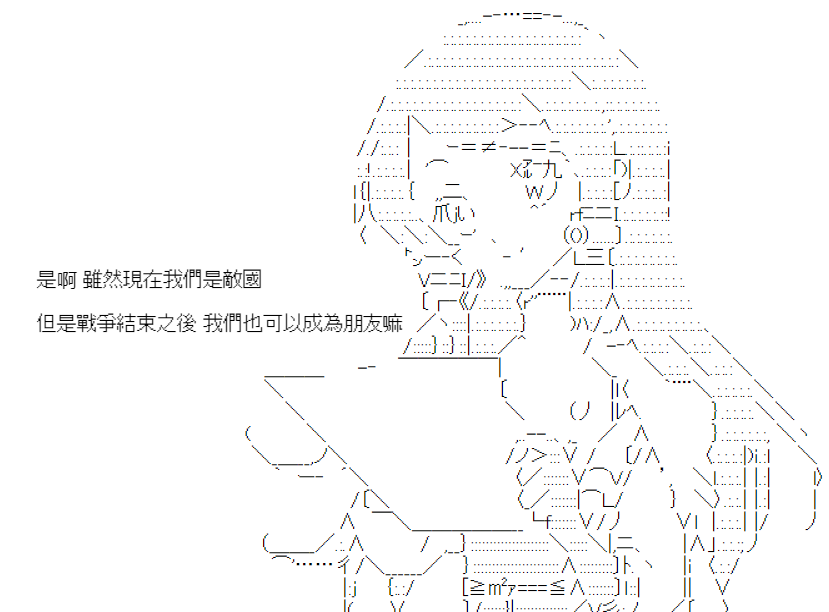 是啊 雖然現在我們是敵國
但是戰爭結束之後 我們也可以成為朋友嘛